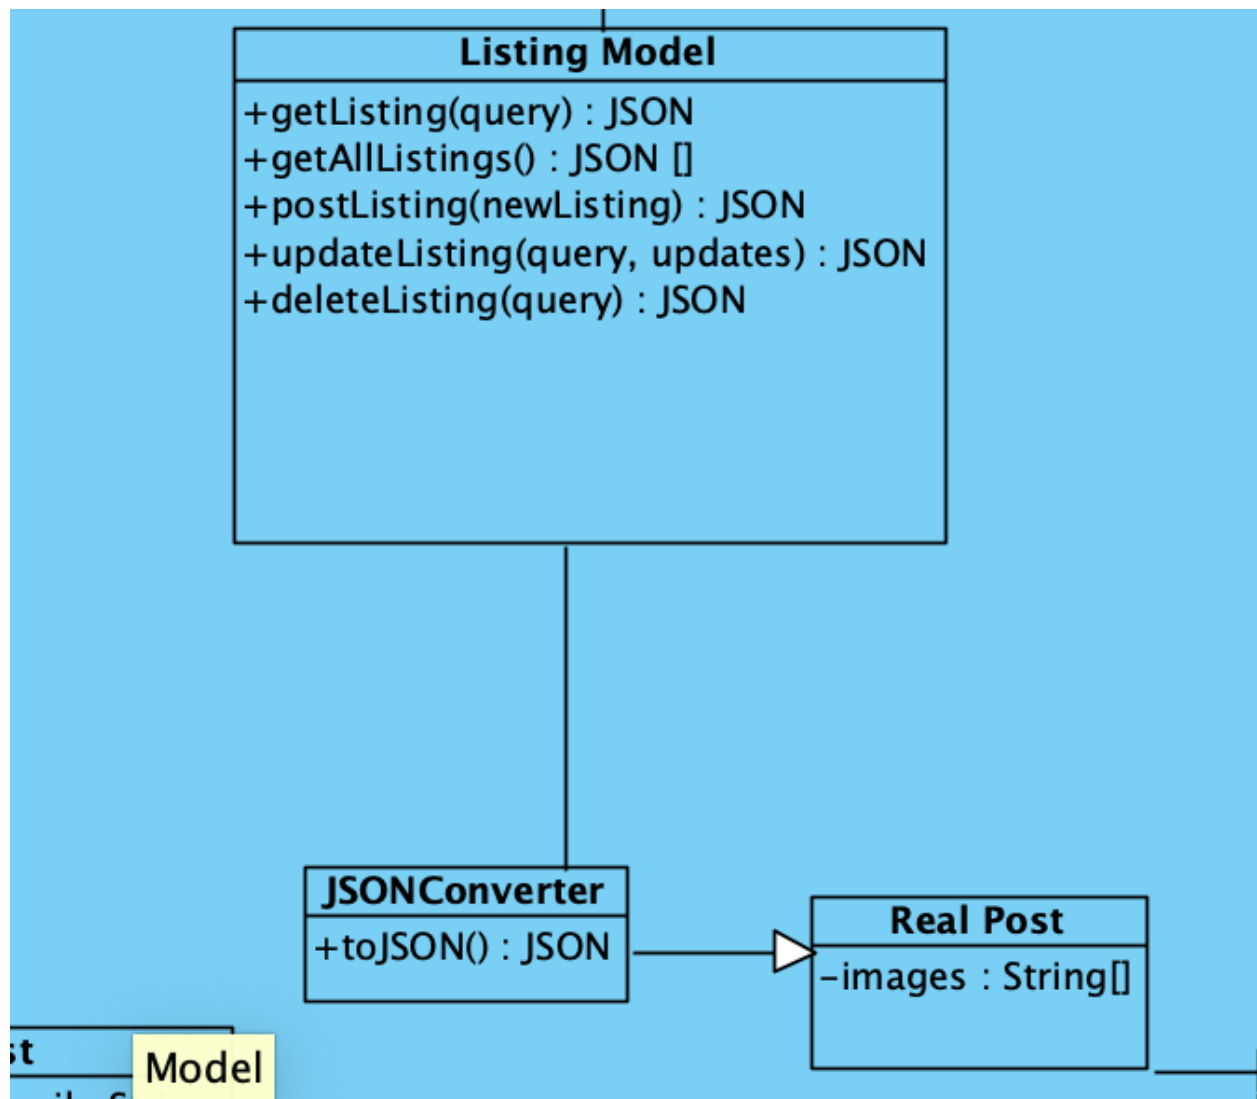 Listing Model
+getListing(query) : JSON
+getAllListings() : JSON []
+postListing(newListing) : JSON
+updateListing(query, updates) : JSON
+deleteListing(query) : JSON
JSONConverter
+toJSON() : JSON
Real Post
-images : String[]
st
Model